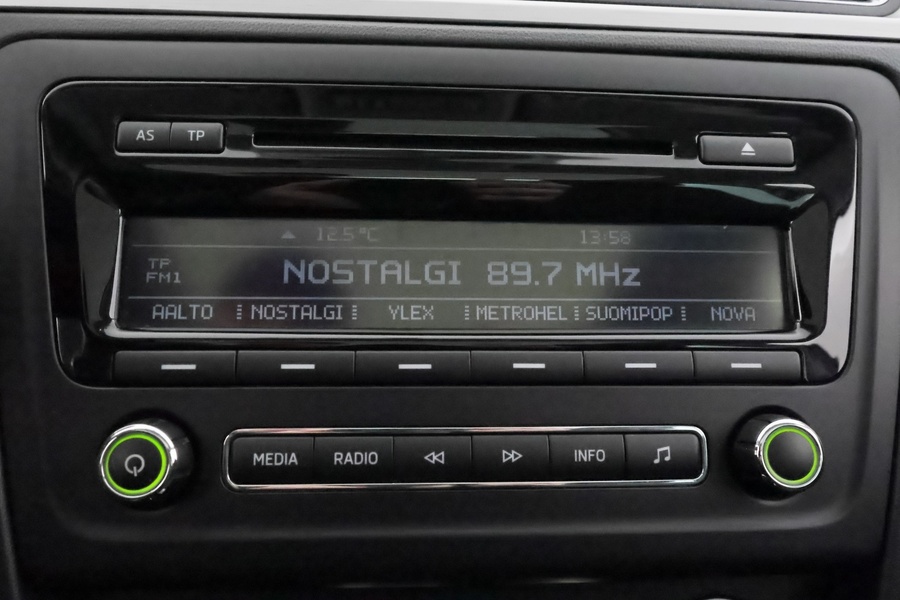 AS TP
12.5°C 13:58
TP
FM1
NOSTALGI 89.7 MHz
AALTO NOSTALGI YLEX METROHEL SUOMIPOP NOVA
MEDIA RADIO INFO